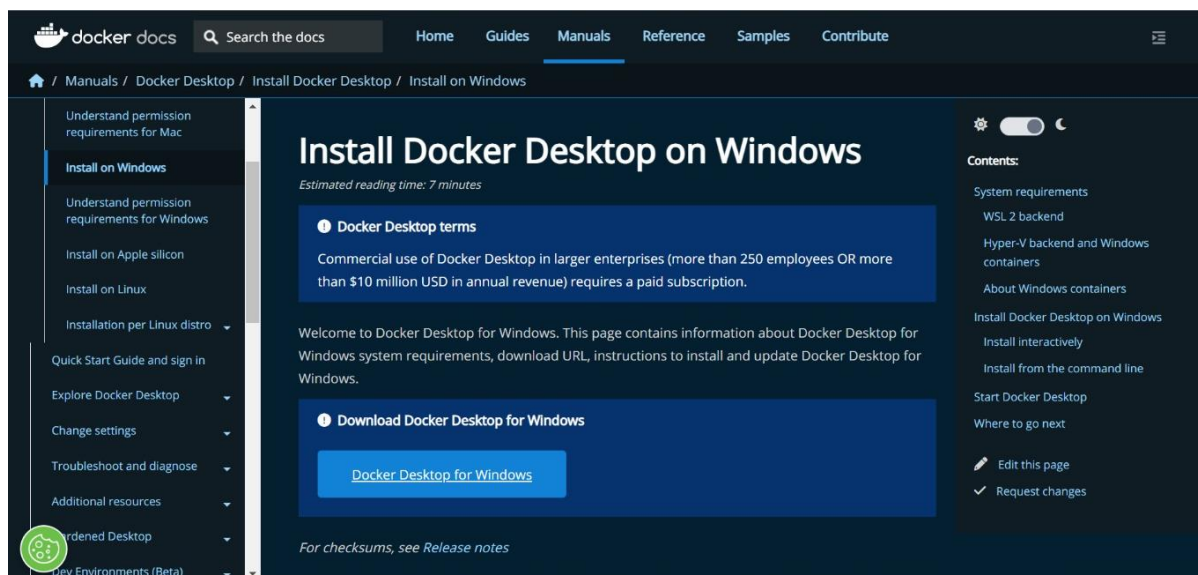 docker docs
Search the docs
Home Guides Manuals Reference Samples Contribute
/ Manuals / Docker Desktop / Install Docker Desktop / Install on Windows
Understand permission
requirements for Mac
Install on Windows
Understand permission
requirements for Windows
Install on Apple silicon
Install on Linux
Installation per Linux distro
Quick Start Guide and sign in
Explore Docker Desktop
Change settings
Troubleshoot and diagnose
Additional resources
Desktop
Dev Environments (Beta)
Install Docker Desktop on Windows
Estimated reading time: 7 minutes
Docker Desktop terms
Commercial use of Docker Desktop in larger enterprises (more than 250 employees OR more
than $10 million USD in annual revenue) requires a paid subscription.
Welcome to Docker Desktop for Windows. This page contains information about Docker Desktop for
Windows system requirements, download URL, instructions to install and update Docker Desktop for
Windows.
Download Docker Desktop for Windows
Docker Desktop for Windows
For checksums, see Release notes
Contents:
System requirements
WSL 2 backend
Hyper-V backend and Windows
containers
About Windows containers
Install Docker Desktop on Windows
Install interactively
Install from the command line
Start Docker Desktop
Where to go next
Edit this page
Request changes